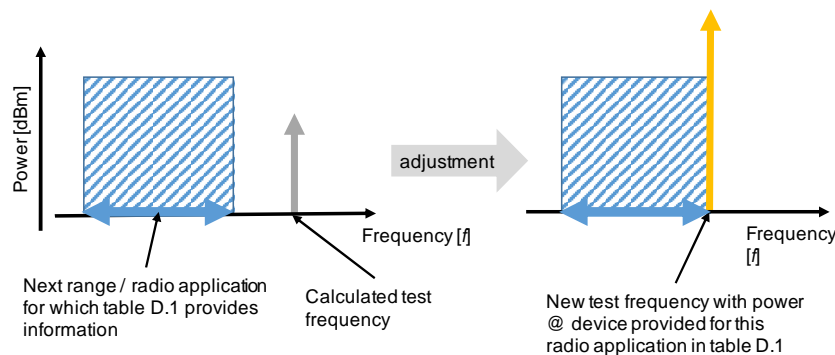 Power [dBm]
adjustment
Frequency [f]
Frequency
[f]
Next range / radio application
for which table D.1 provides
information
Calculated test
frequency
New test frequency with power
@ device provided for this
radio application in table D.1